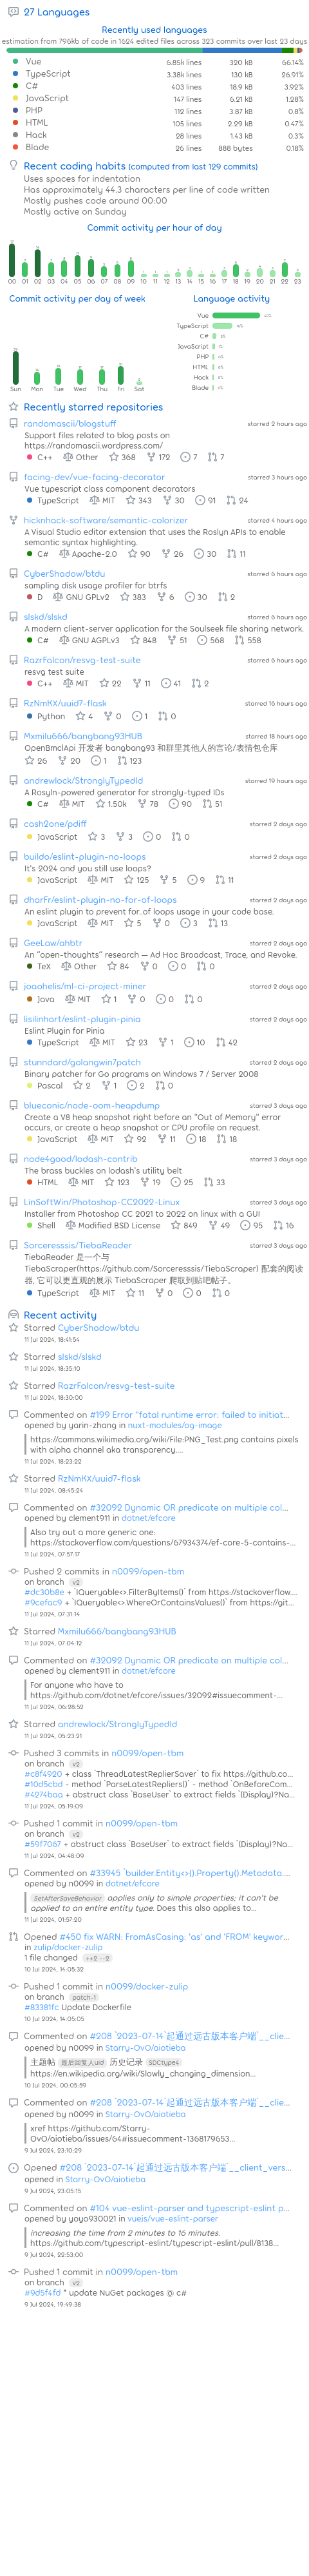 27 Languages
Recently used languages
estimation from 796kb of code in 1624 edited files across 323 commits over last 23 days
Vue 6.85k lines 320 kB 66.14%
TypeScript 3.38k lines 130 kB 26.91%
C# 403 lines 18.9 kB 3.92%
JavaScript 147 lines 6.21 kB 1.28%
PHP 112 lines 3.87 kB 0.8%
HTML 105 lines 2.29 kB 0.47%
Hack 28 lines 1.43 kB 0.3%
Blade 26 lines 888 bytes 0.18%
Recent coding habits (computed from last 129 commits)
Uses spaces for indentation
Has approximately 44.3 characters per line of code written
Mostly pushes code around 00:00
Mostly active on Sunday
Commit activity per hour of day
00 01 02 03 04 05 06 07 08 09 10 11 12 13 14 15 16 17 18 19 20 21 22 23
Commit activity per day of week
Language activity
Vue
TypeScript
C#
JavaScript
PHP
HTML
Hack
Blade
Sun Mon Tue Wed Thu Fri Sat
Recently starred repositories
randomascii/blogstuff starred 2 hours ago
Support files related to blog posts on
https://randomascii.wordpress.com/
C++ Other 368 172 7 7
facing-dev/vue-facing-decorator starred 3 hours ago
Vue typescript class component decorators
TypeScript MIT 343 30 91 24
hicknhack-software/semantic-colorizer starred 4 hours ago
A Visual Studio editor extension that uses the Roslyn APIs to enable
semantic syntax highlighting.
C# Apache-2.0 90 26 30 11
CyberShadow/btdu starred 6 hours ago
sampling disk usage profiler for btrfs
D GNU GPLv2 383 6 30 2
slskd/slskd starred 6 hours ago
A modern client-server application for the Soulseek file sharing network.
C# GNU AGPLv3 848 51 568 558
RazrFalcon/resvg-test-suite starred 6 hours ago
resvg test suite
C++ MIT 22 11 41 2
RzNmKX/uuid7-flask starred 16 hours ago
Python 4 0 1 0
Mxmilu666/bangbang93HUB starred 18 hours ago
OpenBmclApi 开发者 bangbang93 和群里其他人的言论/表情包仓库
26 20 1 123
andrewlock/StronglyTypedId starred 19 hours ago
A Rosyln-powered generator for strongly-typed IDs
C# MIT 1.50k 78 90 51
cash2one/pdiff starred 2 days ago
JavaScript 3 3 0 0
buildo/eslint-plugin-no-loops starred 2 days ago
It's 2024 and you still use loops?
JavaScript MIT 125 5 9 11
dharFr/eslint-plugin-no-for-of-loops starred 2 days ago
An eslint plugin to prevent for..of loops usage in your code base.
JavaScript MIT 5 0 3 13
GeeLaw/ahbtr starred 2 days ago
An "open-thoughts" research — Ad Hoc Broadcast, Trace, and Revoke.
TeX Other 84 0 0 0
joaohelis/ml-ci-project-miner starred 2 days ago
Java MIT 1 0 0 0
lisilinhart/eslint-plugin-pinia starred 2 days ago
Eslint Plugin for Pinia
TypeScript MIT 23 1 10 42
stunndard/golangwin7patch starred 2 days ago
Binary patcher for Go programs on Windows 7 / Server 2008
Pascal 2 1 2 0
blueconic/node-oom-heapdump starred 3 days ago
Create a V8 heap snapshot right before an "Out of Memory" error
occurs, or create a heap snapshot or CPU profile on request.
JavaScript MIT 92 11 18 18
node4good/lodash-contrib starred 3 days ago
The brass buckles on lodash's utility belt
HTML MIT 123 19 25 33
LinSoftWin/Photoshop-CC2022-Linux starred 3 days ago
Installer from Photoshop CC 2021 to 2022 on linux with a GUI
Shell Modified BSD License 849 49 95 16
Sorceresssis/TiebaReader starred 3 days ago
TiebaReader 是一个与
TiebaScraper(https://github.com/Sorceresssis/TiebaScraper) 配套的阅读
器, 它可以更直观的展示 TiebaScraper 爬取到贴吧帖子。
TypeScript MIT 11 0 0 0
Recent activity
Starred CyberShadow/btdu
11 Jul 2024, 18:41:54
Starred slskd/slskd
11 Jul 2024, 18:35:10
Starred RazrFalcon/resvg-test-suite
11 Jul 2024, 18:30:00
Commented on #199 Error "fatal runtime error: failed to initiat...
opened by yarin-zhang in nuxt-modules/og-image
https://commons.wikimedia.org/wiki/File:PNG_Test.png contains pixels
with alpha channel aka transparency....
11 Jul 2024, 18:23:22
Starred RzNmKX/uuid7-flask
11 Jul 2024, 08:45:24
Commented on #32092 Dynamic OR predicate on multiple col...
opened by clement911 in dotnet/efcore
Also try out a more generic one:
https://stackoverflow.com/questions/67934374/ef-core-5-contains-...
11 Jul 2024, 07:57:17
Pushed 2 commits in n0099/open-tbm
on branch v2
#dc30b8e + `IQueryable<>.FilterByItems()` from https://stackoverflow....
#9cefac9 + `IQueryable<>.WhereOrContainsValues()` from https://git...
11 Jul 2024, 07:31:14
Starred Mxmilu666/bangbang93HUB
11 Jul 2024, 07:04:12
Commented on #32092 Dynamic OR predicate on multiple col...
opened by clement911 in dotnet/efcore
For anyone who have to
https://github.com/dotnet/efcore/issues/32092#issuecomment-...
11 Jul 2024, 06:28:52
Starred andrewlock/StronglyTypedId
11 Jul 2024, 05:23:21
Pushed 3 commits in n0099/open-tbm
on branch v2
#c8f4920 + class `ThreadLatestReplierSaver` to fix https://github.co...
#10d5cbd - method `ParseLatestRepliers()` - method `OnBeforeCom...
#4274baa + abstract class `BaseUser` to extract fields `(Display)?Na...
11 Jul 2024, 05:19:09
Pushed 1 commit in n0099/open-tbm
on branch v2
#59f7067 + abstract class `BaseUser` to extract fields `(Display)?Na...
11 Jul 2024, 04:48:09
Commented on #33945 `builder.Entity<>().Property().Metadata....
opened by n0099 in dotnet/efcore
SetAfterSaveBehavior applies only to simple properties; it can't be
applied to an entire entity type. Does this also applies to...
11 Jul 2024, 01:57:20
Opened #450 fix WARN: FromAsCasing: 'as' and 'FROM' keywor...
in zulip/docker-zulip
1 file changed ++2 --2
10 Jul 2024, 14:05:32
Pushed 1 commit in n0099/docker-zulip
on branch patch-1
#83381fc Update Dockerfile
10 Jul 2024, 14:05:05
Commented on #208 `2023-07-14`起通过远古版本客户端`__clie...
opened by n0099 in Starry-OvO/aiotieba
主题帖 最后回复人uid 历史记录 SDCtype4
https://en.wikipedia.org/wiki/Slowly_changing_dimension...
10 Jul 2024, 00:05:59
Commented on #208 `2023-07-14`起通过远古版本客户端`__clie...
opened by n0099 in Starry-OvO/aiotieba
xref https://github.com/Starry-
OvO/aiotieba/issues/64#issuecomment-1368179653...
9 Jul 2024, 23:10:29
Opened #208 `2023-07-14`起通过远古版本客户端`__client_vers...
opened in Starry-OvO/aiotieba
9 Jul 2024, 23:05:15
Commented on #104 vue-eslint-parser and typescript-eslint p...
opened by yoyo930021 in vuejs/vue-eslint-parser
increasing the time from 2 minutes to 16 minutes.
https://github.com/typescript-eslint/typescript-eslint/pull/8138...
9 Jul 2024, 22:53:00
Pushed 1 commit in n0099/open-tbm
on branch v2
#9d5f4fd * update NuGet packages @ c#
9 Jul 2024, 19:49:38